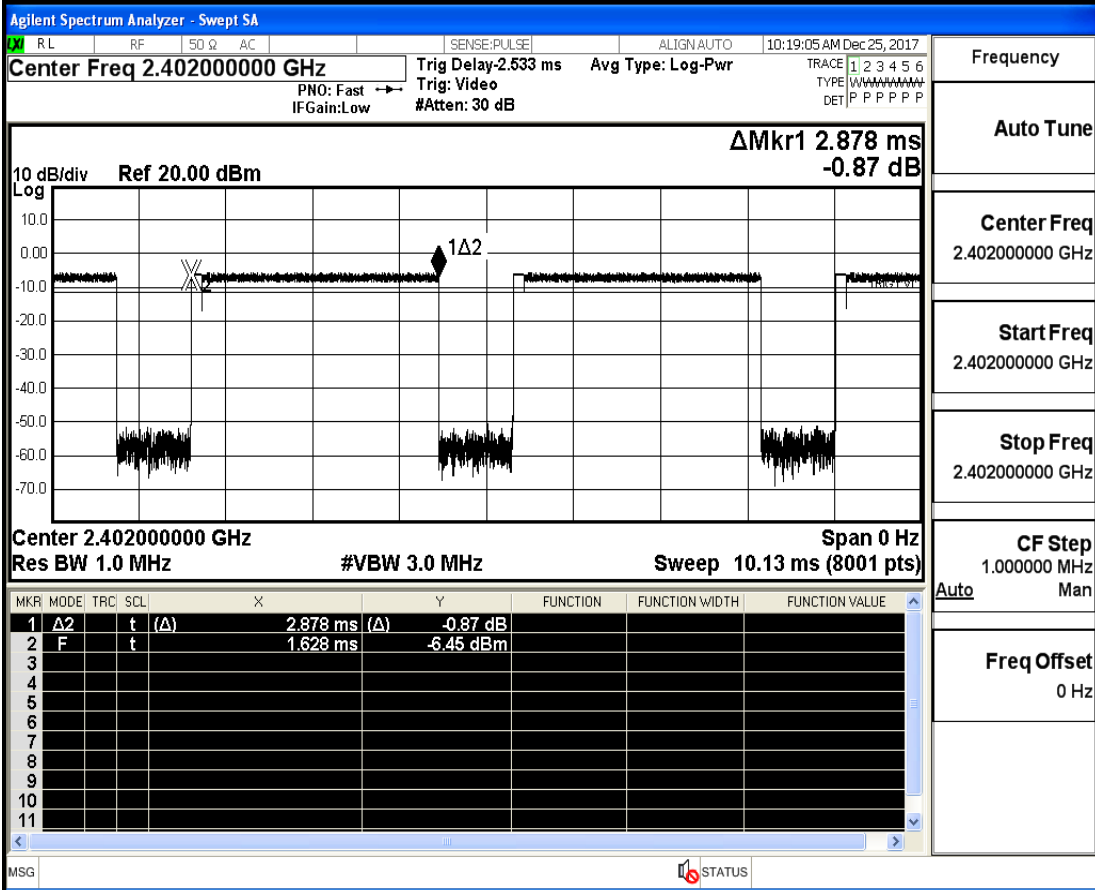 Agilent Spectrum Analyzer - Swept SA
LXI RL RF 50 Ω AC SENSE:PULSE ALIGN AUTO 10:19:05 AM Dec 25, 2017
Center Freq 2.402000000 GHz
PNO: Fast
IFGain:Low
Trig Delay-2.533 ms
Trig: Video
#Atten: 30 dB
Avg Type: Log-Pwr
TRACE 1 2 3 4 5 6
TYPE WWWWWW
DET P P P P P P
ΔMkr1 2.878 ms
-0.87 dB
10 dB/div
Log
Ref 20.00 dBm
10.0
0.00
-10.0
-20.0
-30.0
-40.0
-50.0
-60.0
-70.0
1Δ2
2
Center 2.402000000 GHz
Span 0 Hz
Res BW 1.0 MHz
#VBW 3.0 MHz
Sweep 10.13 ms (8001 pts)
MKR MODE TRC SCL X Y FUNCTION FUNCTION WIDTH FUNCTION VALUE
1 Δ2 t (Δ) 2.878 ms (Δ) -0.87 dB
2 F t 1.628 ms -6.45 dBm
3
4
5
6
7
8
9
10
11
MSG
STATUS
Frequency
Auto Tune
Center Freq
2.402000000 GHz
Start Freq
2.402000000 GHz
Stop Freq
2.402000000 GHz
CF Step
1.000000 MHz
Auto Man
Freq Offset
0 Hz